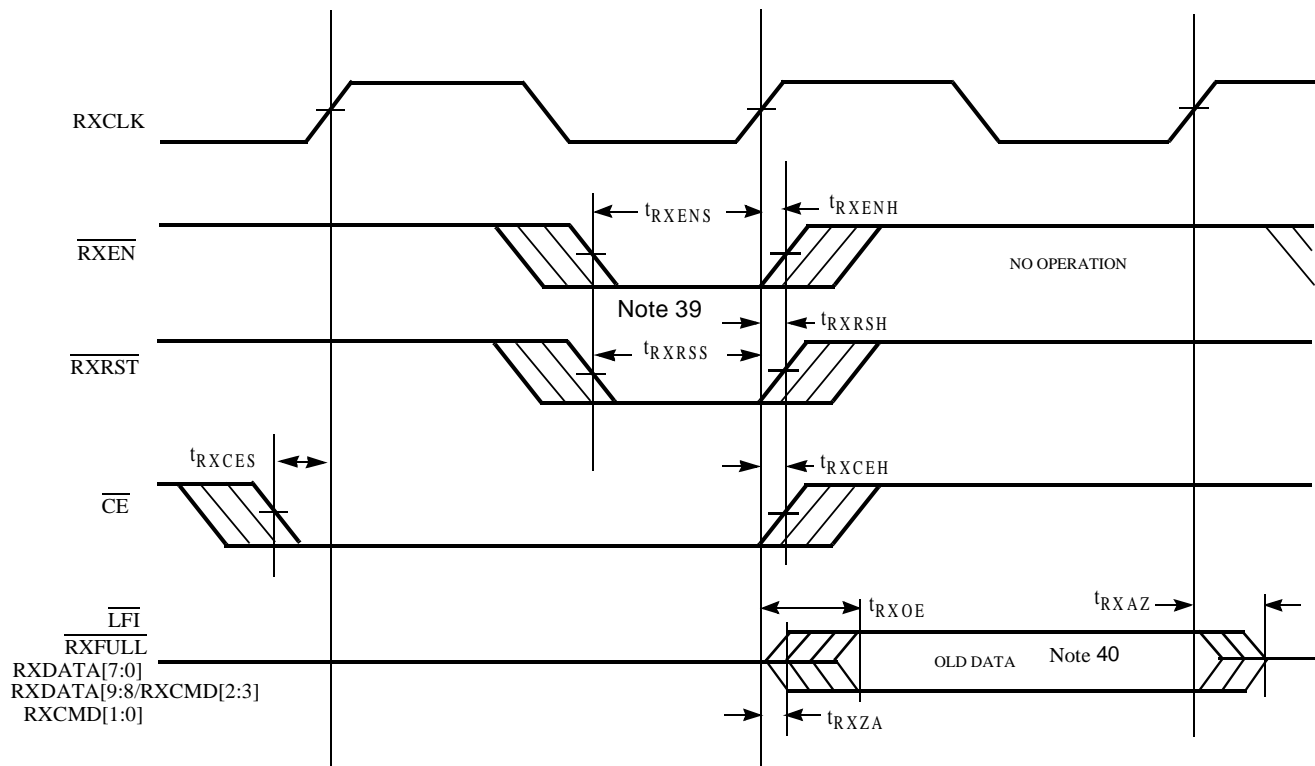 RXCLK
tRXENS
tRXENH
RXEN
NO OPERATION
Note 39
tRXRSH
tRXRSS
RXRST
tRXCES
tRXCEH
CE
tRXOE
tRXAZ
LFI
RXFULL
RXDATA[7:0]
RXDATA[9:8/RXCMD[2:3]
RXCMD[1:0]
OLD DATA Note 40
tRXZA